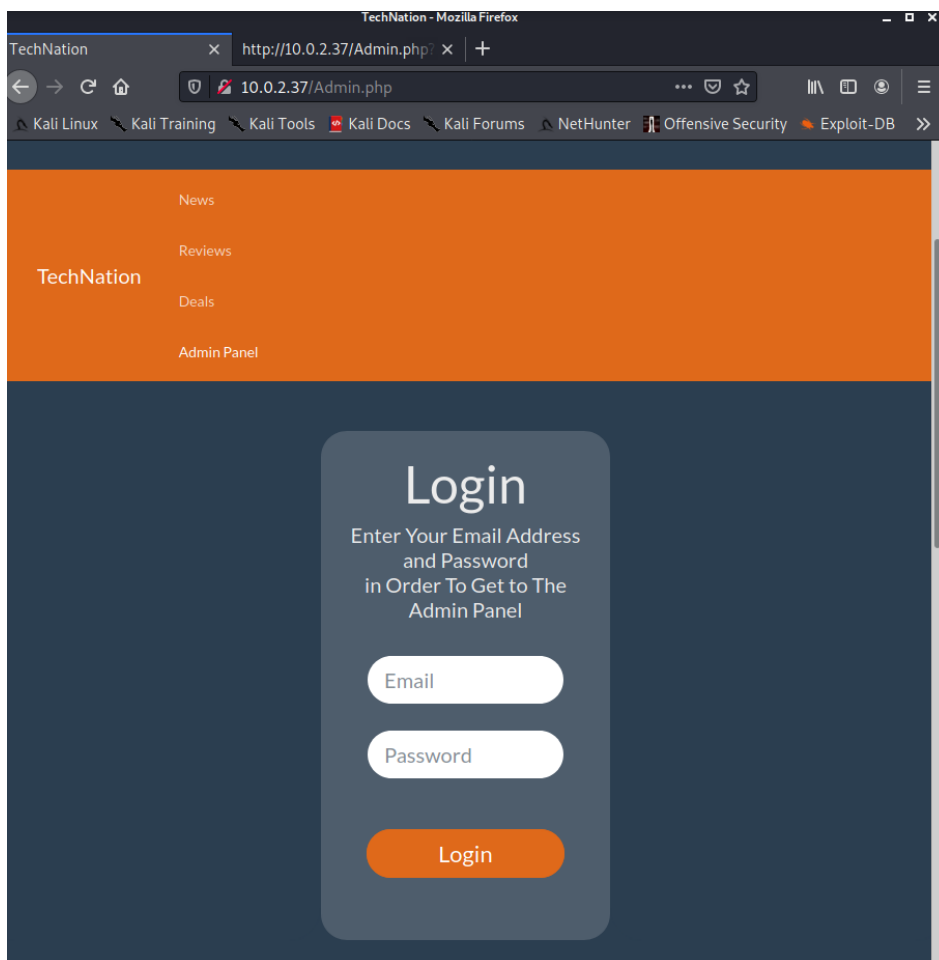 TechNation - Mozilla Firefox
TechNation
http://10.0.2.37/Admin.php?
10.0.2.37/Admin.php
Kali Linux Kali Training Kali Tools Kali Docs Kali Forums NetHunter Offensive Security Exploit-DB
TechNation
News
Reviews
Deals
Admin Panel
Login
Enter Your Email Address
and Password
in Order To Get to The
Admin Panel
Email
Password
Login